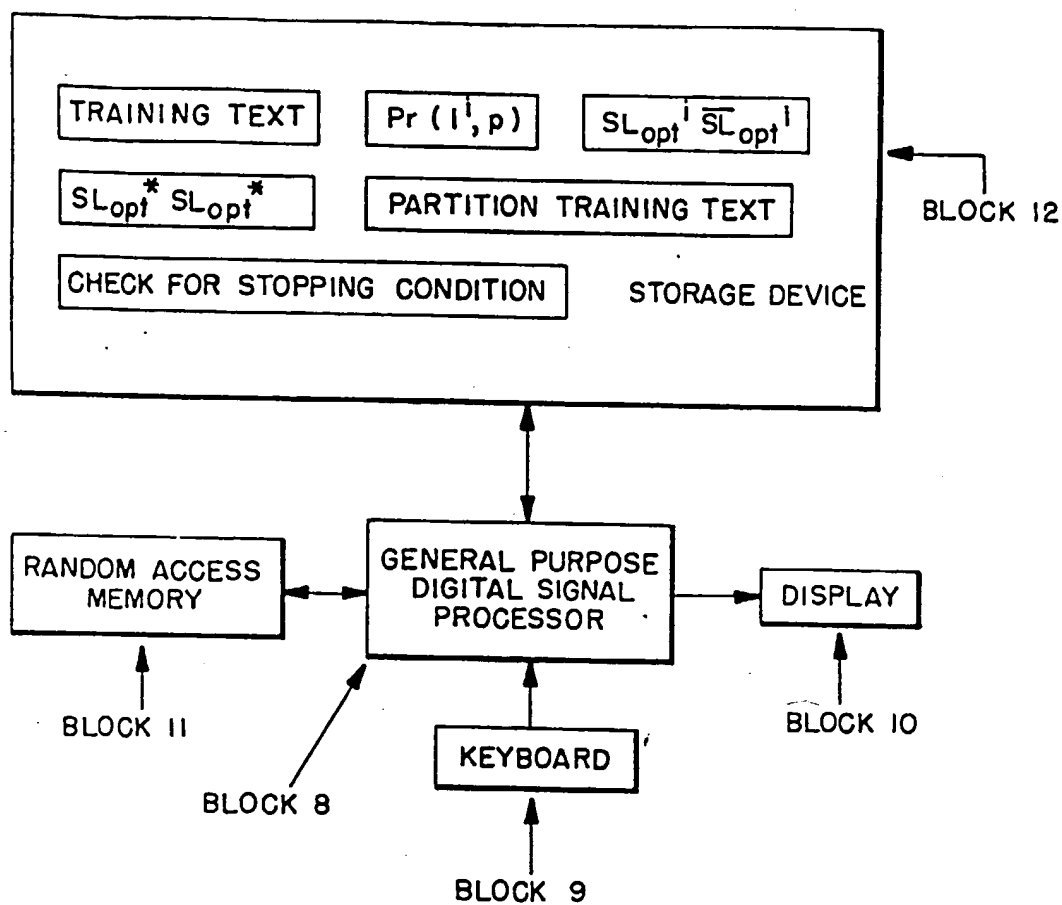 TRAINING TEXT
Pr (l^i, p)
SL_opt^i S̅L̅_opt^i
SL_opt^* SL_opt^*
PARTITION TRAINING TEXT
BLOCK 12
CHECK FOR STOPPING CONDITION
STORAGE DEVICE
RANDOM ACCESS
MEMORY
GENERAL PURPOSE
DIGITAL SIGNAL
PROCESSOR
DISPLAY
BLOCK 11
BLOCK 10
KEYBOARD
BLOCK 8
BLOCK 9